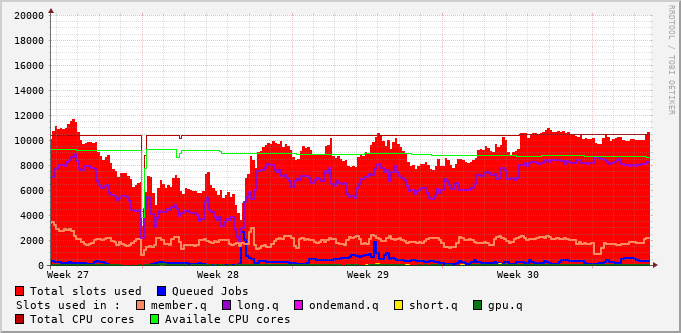 20000
18000
16000
14000
12000
10000
8000
6000
4000
2000
0
Week 27 Week 28 Week 29 Week 30
RRDTOOL / TOBI OETIKER
Total slots used Queued Jobs
Slots used in : member.q long.q ondemand.q short.q gpu.q
Total CPU cores Availale CPU cores